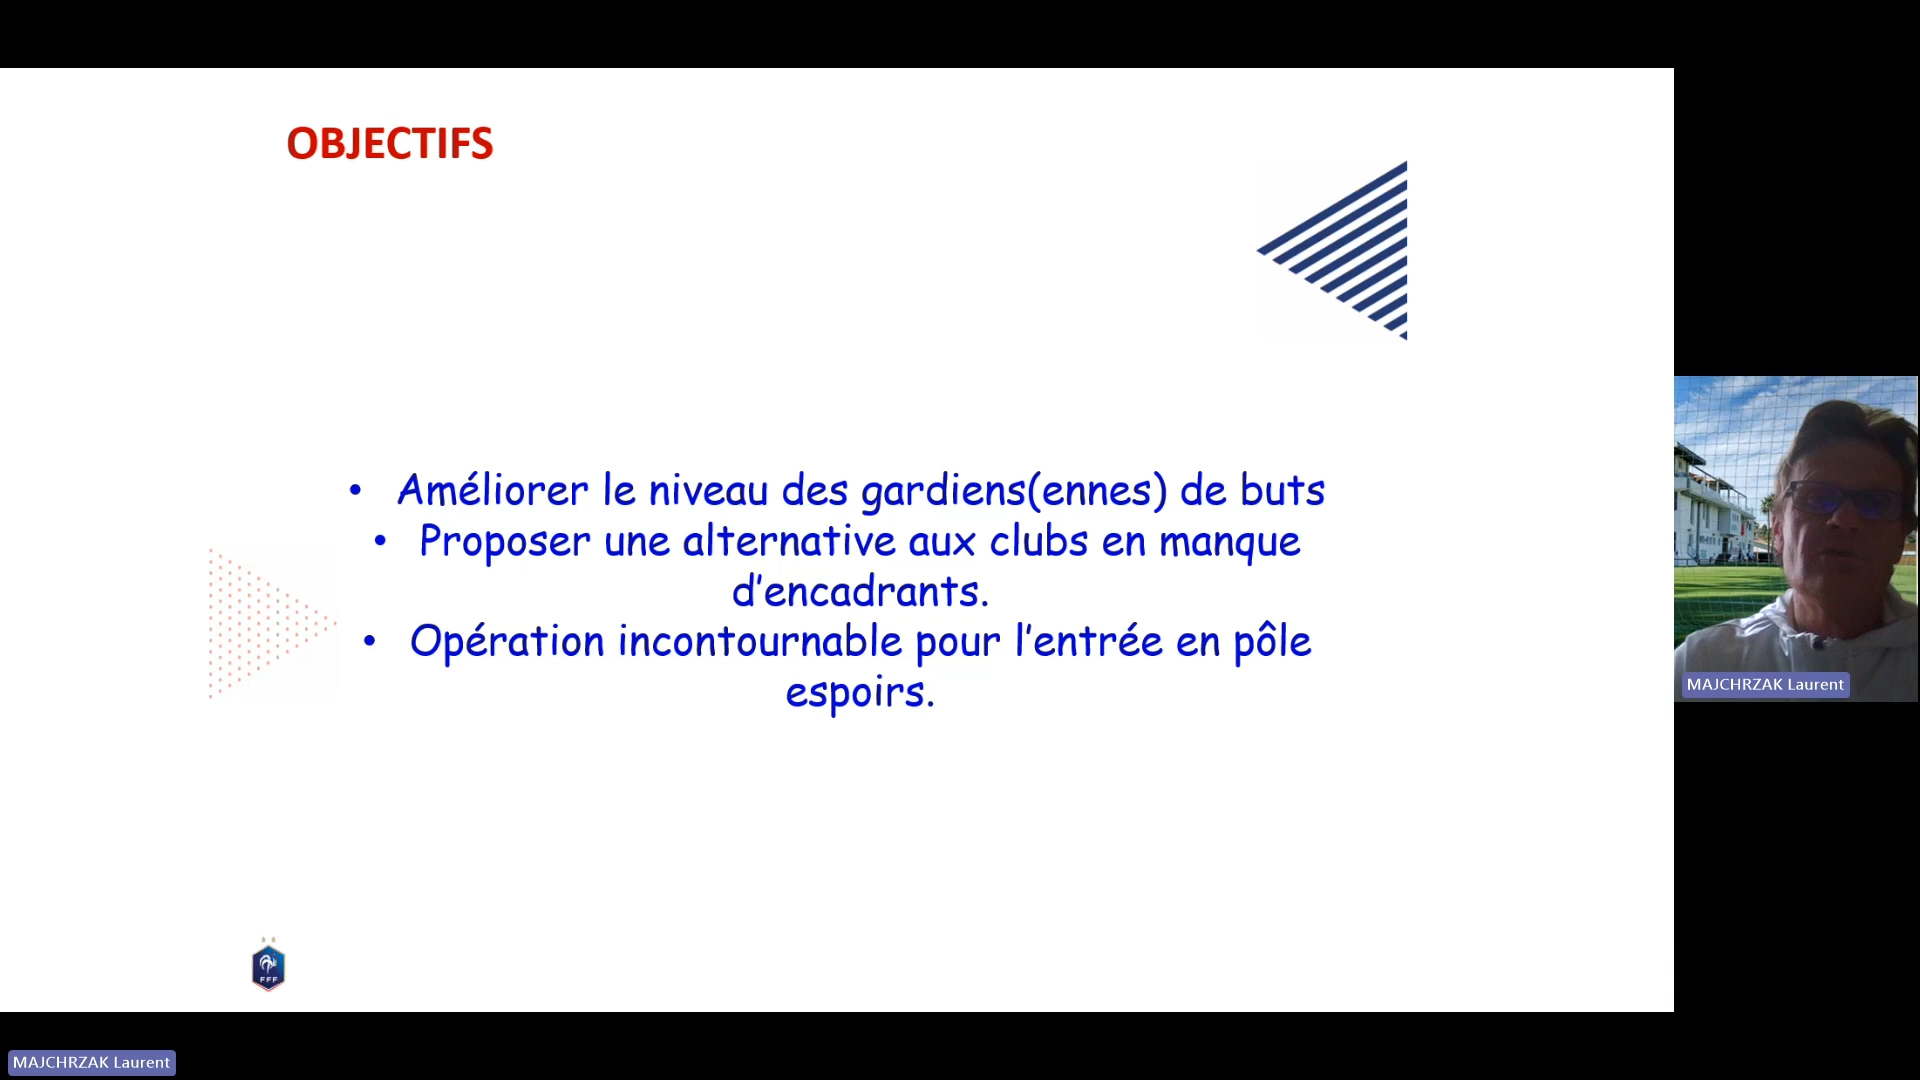 OBJECTIFS
• Améliorer le niveau des gardiens(ennes) de buts
• Proposer une alternative aux clubs en manque
d’encadrants.
• Opération incontournable pour l’entrée en pôle
espoirs.
FFF
MAJCHRZAK Laurent
MAJCHRZAK Laurent